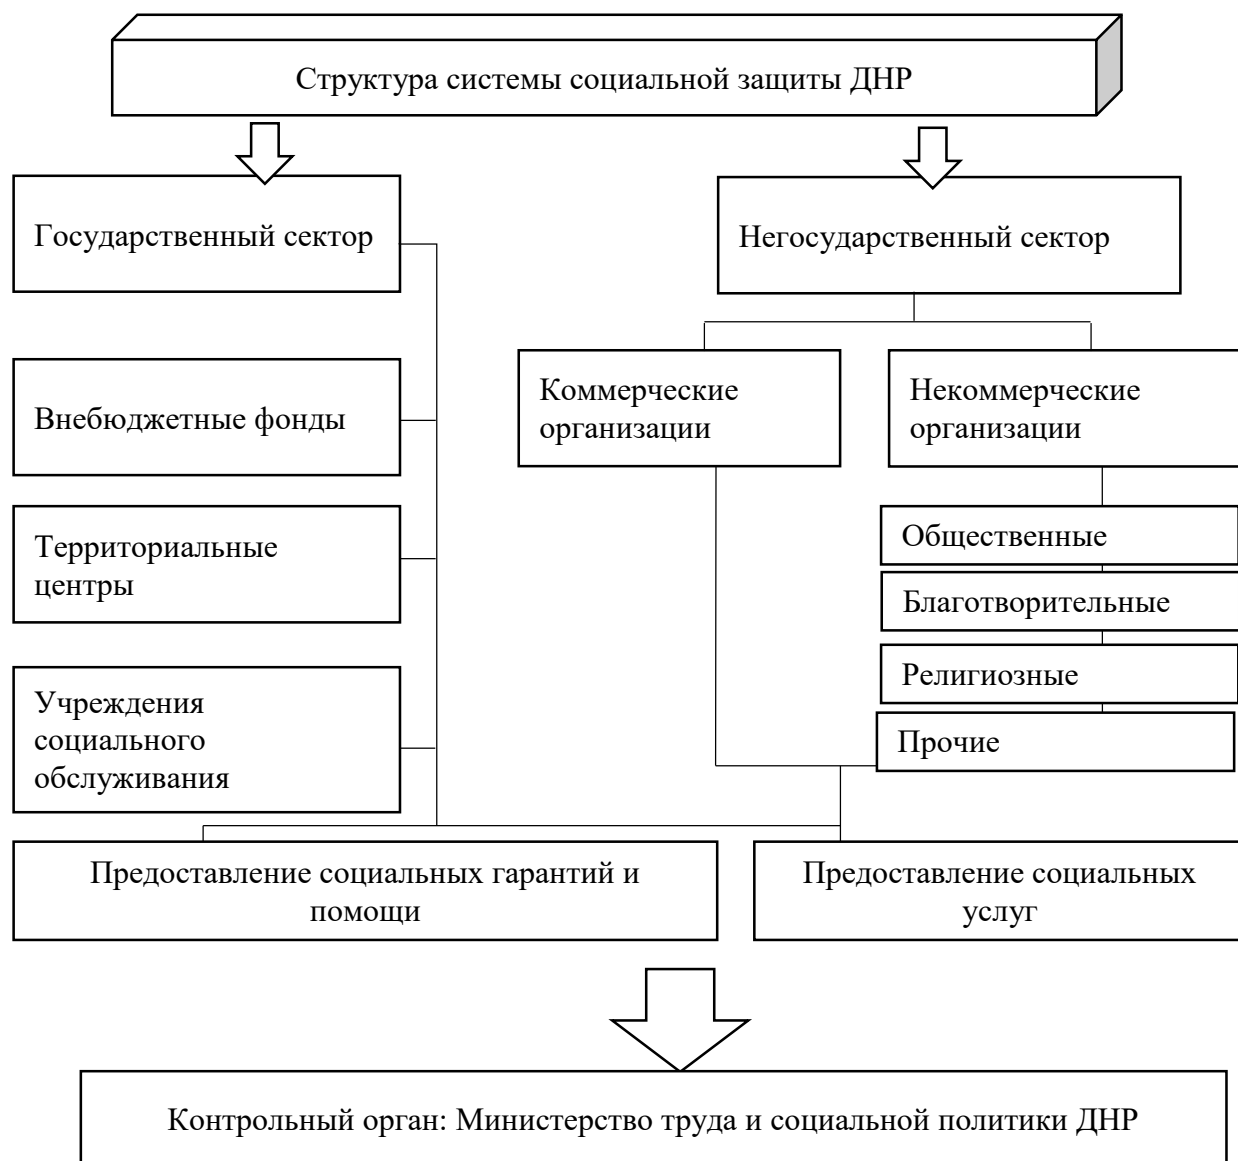 Структура системы социальной защиты ДНР
Государственный сектор
Негосударственный сектор
Внебюджетные фонды
Коммерческие
организации
Некоммерческие
организации
Территориальные
центры
Общественные
Благотворительные
Учреждения
социального
обслуживания
Религиозные
Прочие
Предоставление социальных гарантий и
помощи
Предоставление социальных
услуг
Контрольный орган: Министерство труда и социальной политики ДНР